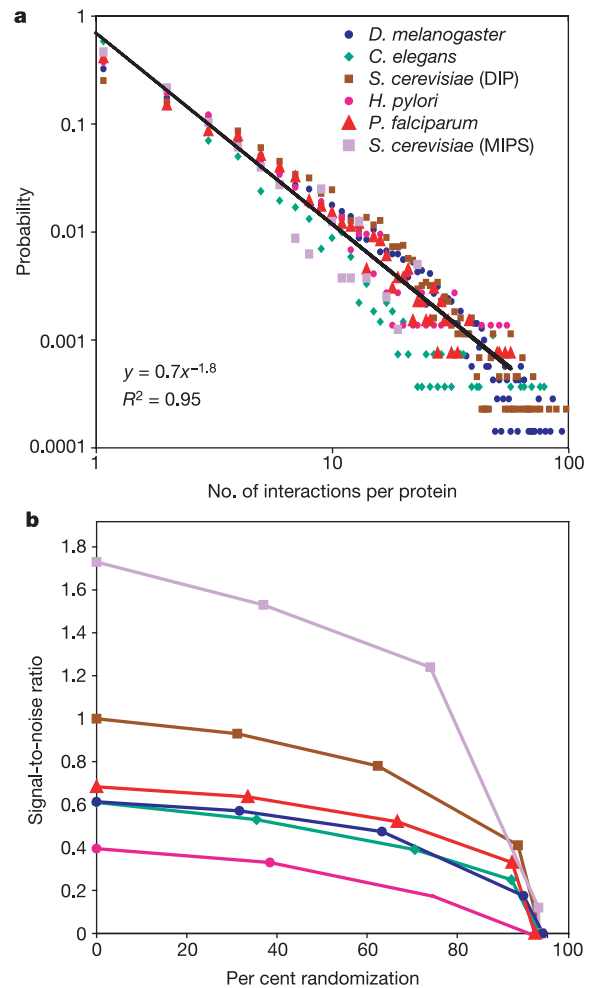 a
1
0.1
0.01
0.001
0.0001
Probability
D. melanogaster
C. elegans
S. cerevisiae (DIP)
H. pylori
P. falciparum
S. cerevisiae (MIPS)
y = 0.7x–1.8
R2 = 0.95
1
10
100
No. of interactions per protein
b
1.8
1.6
1.4
1.2
1
0.8
0.6
0.4
0.2
0
Signal-to-noise ratio
0
20
40
60
80
100
Per cent randomization